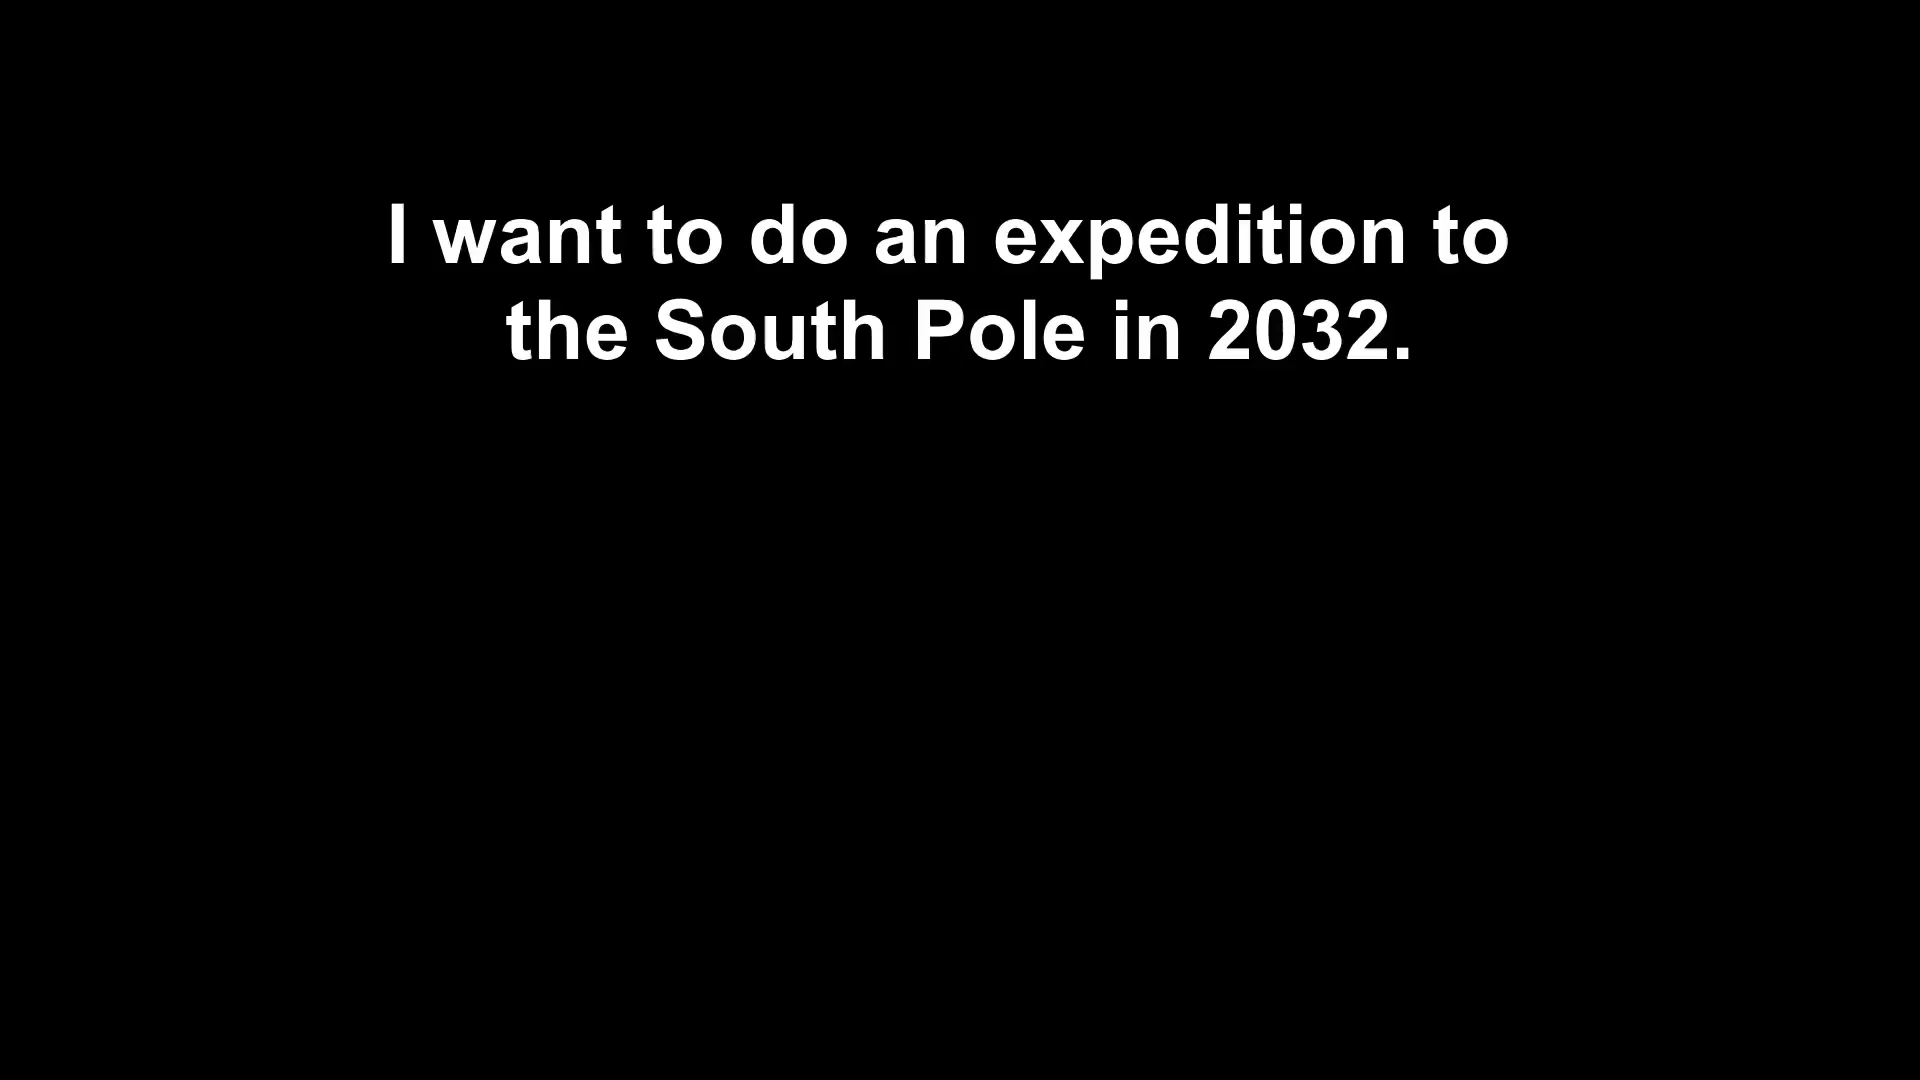 I want to do an expedition to
the South Pole in 2032.